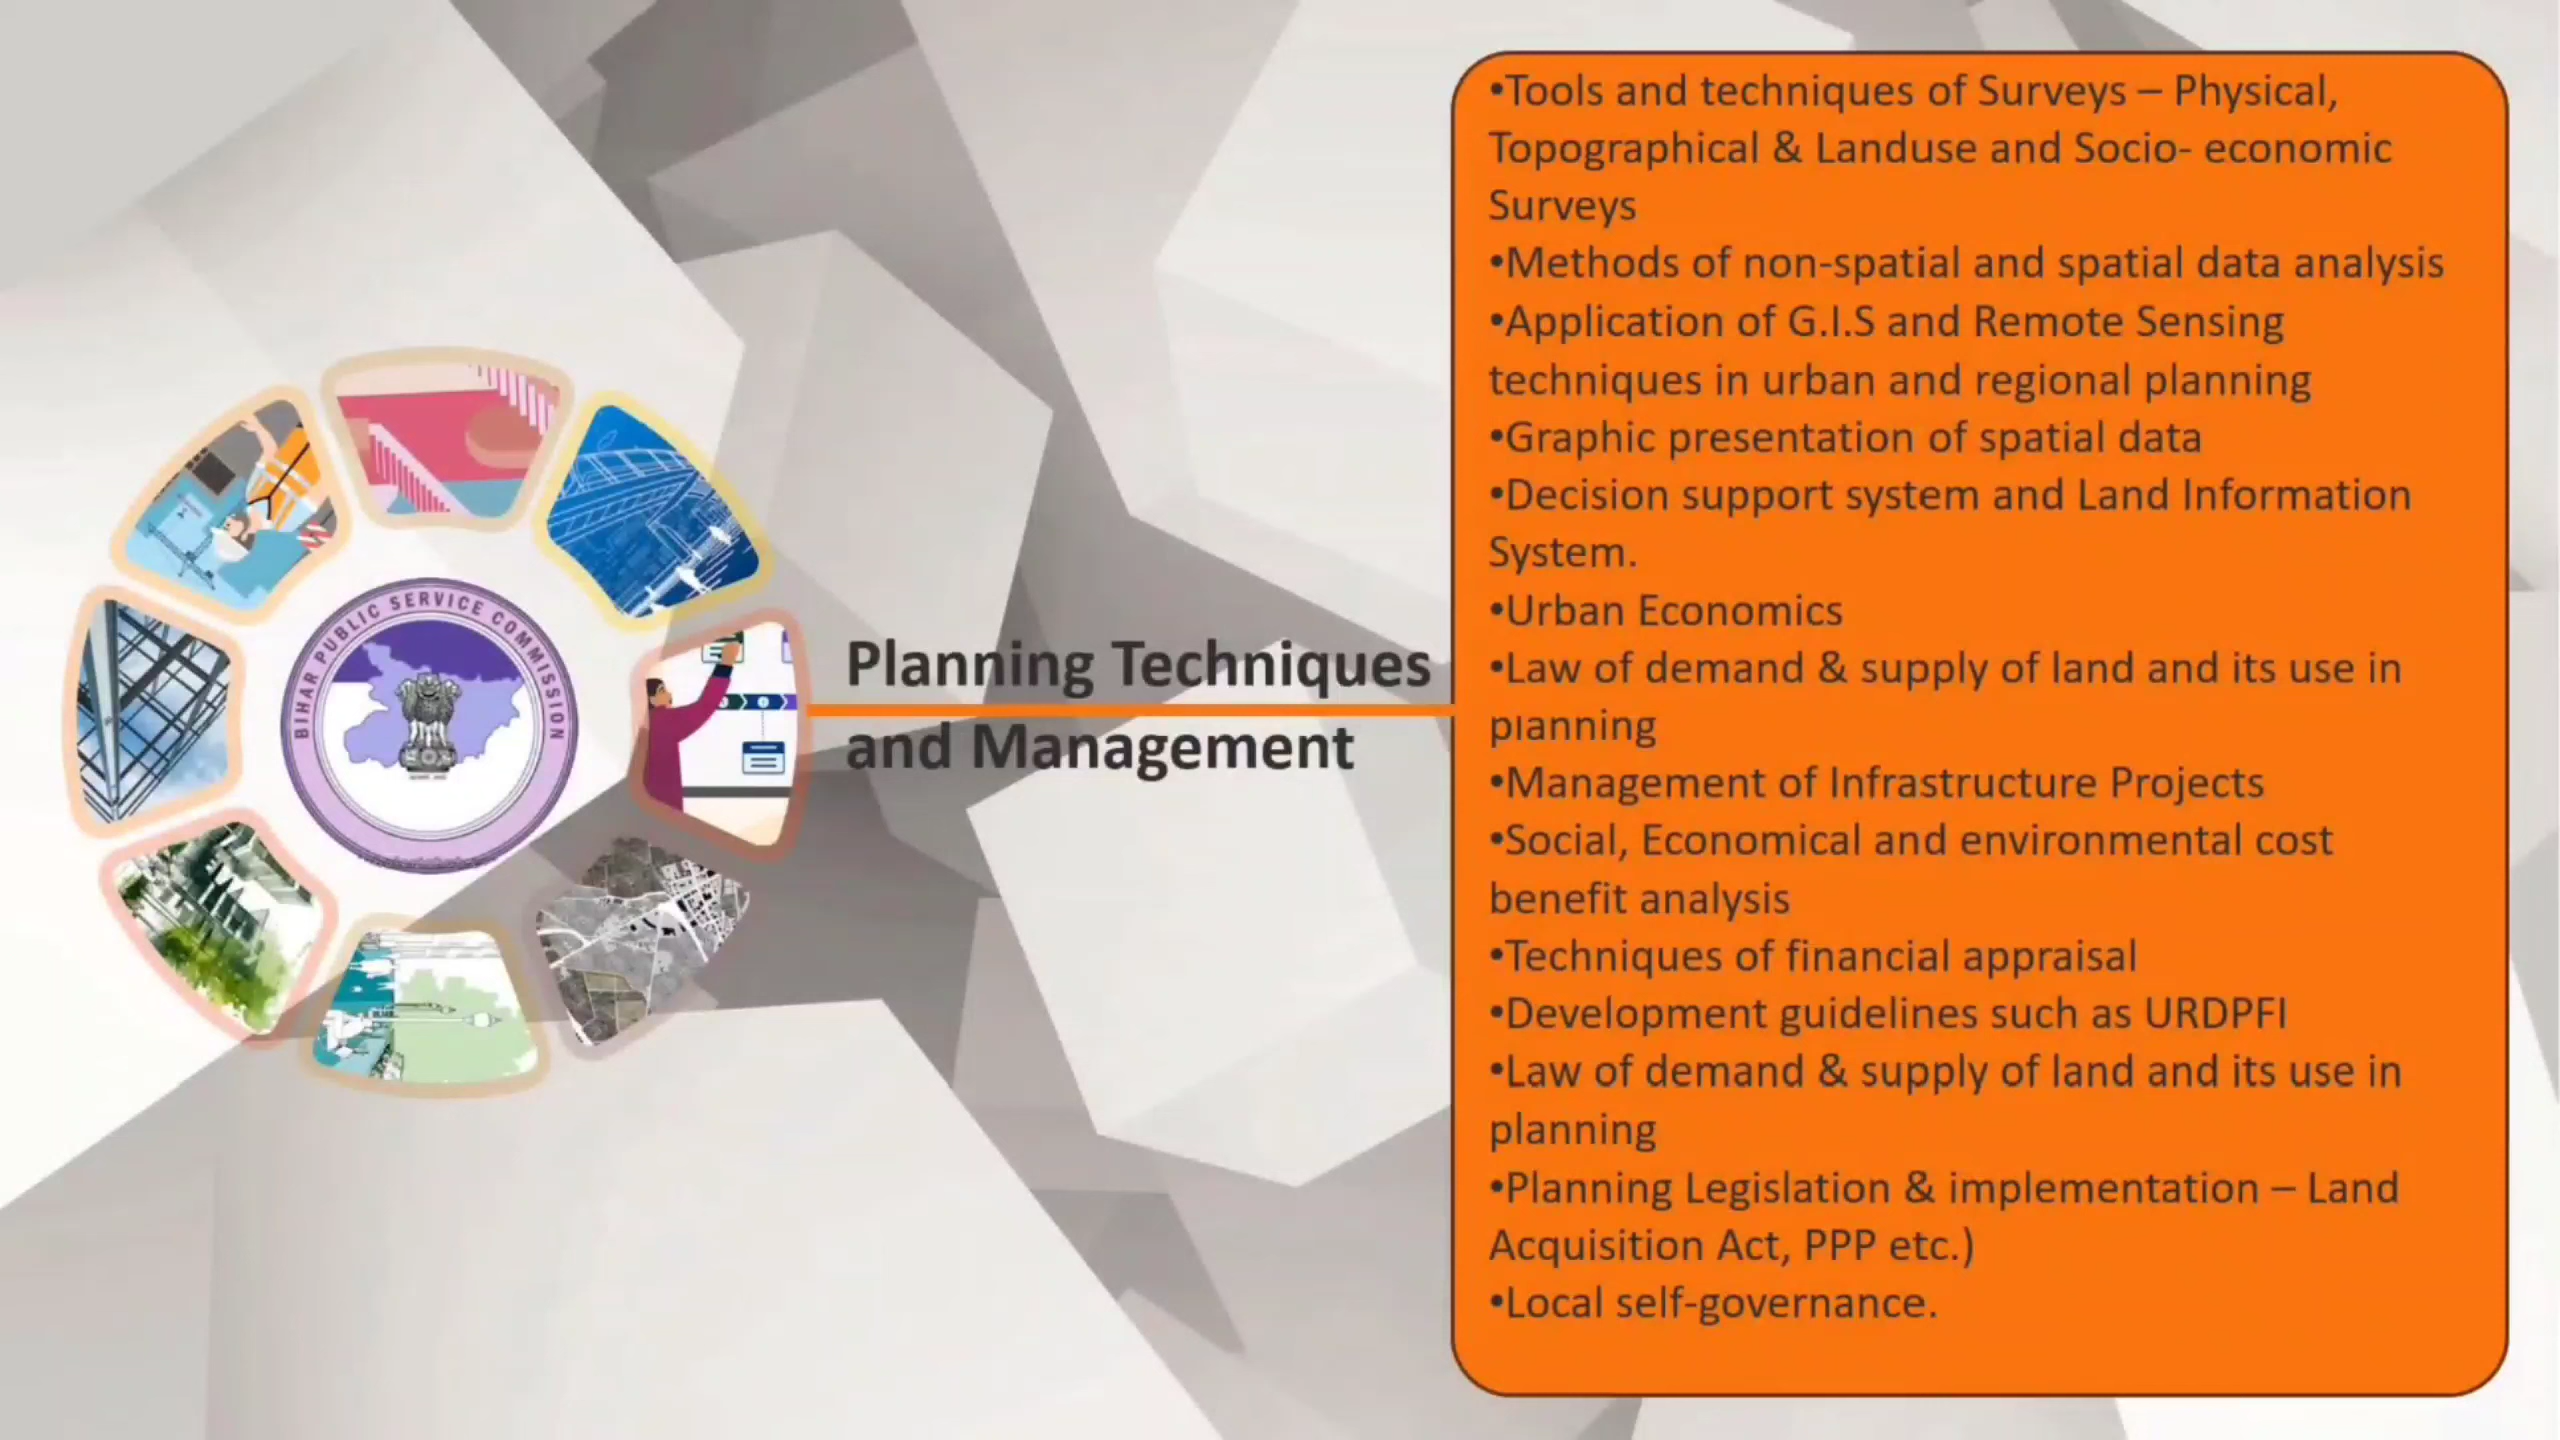 BIHAR PUBLIC SERVICE COMMISSION
Planning Techniques
and Management
•Tools and techniques of Surveys – Physical,
Topographical & Landuse and Socio- economic
Surveys
•Methods of non-spatial and spatial data analysis
•Application of G.I.S and Remote Sensing
techniques in urban and regional planning
•Graphic presentation of spatial data
•Decision support system and Land Information
System.
•Urban Economics
•Law of demand & supply of land and its use in
planning
•Management of Infrastructure Projects
•Social, Economical and environmental cost
benefit analysis
•Techniques of financial appraisal
•Development guidelines such as URDPFI
•Law of demand & supply of land and its use in
planning
•Planning Legislation & implementation – Land
Acquisition Act, PPP etc.)
•Local self-governance.